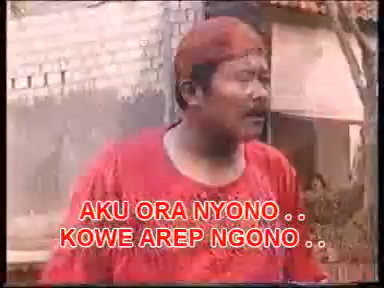 AKU ORA NYONO . .
KOWE AREP NGONO . .